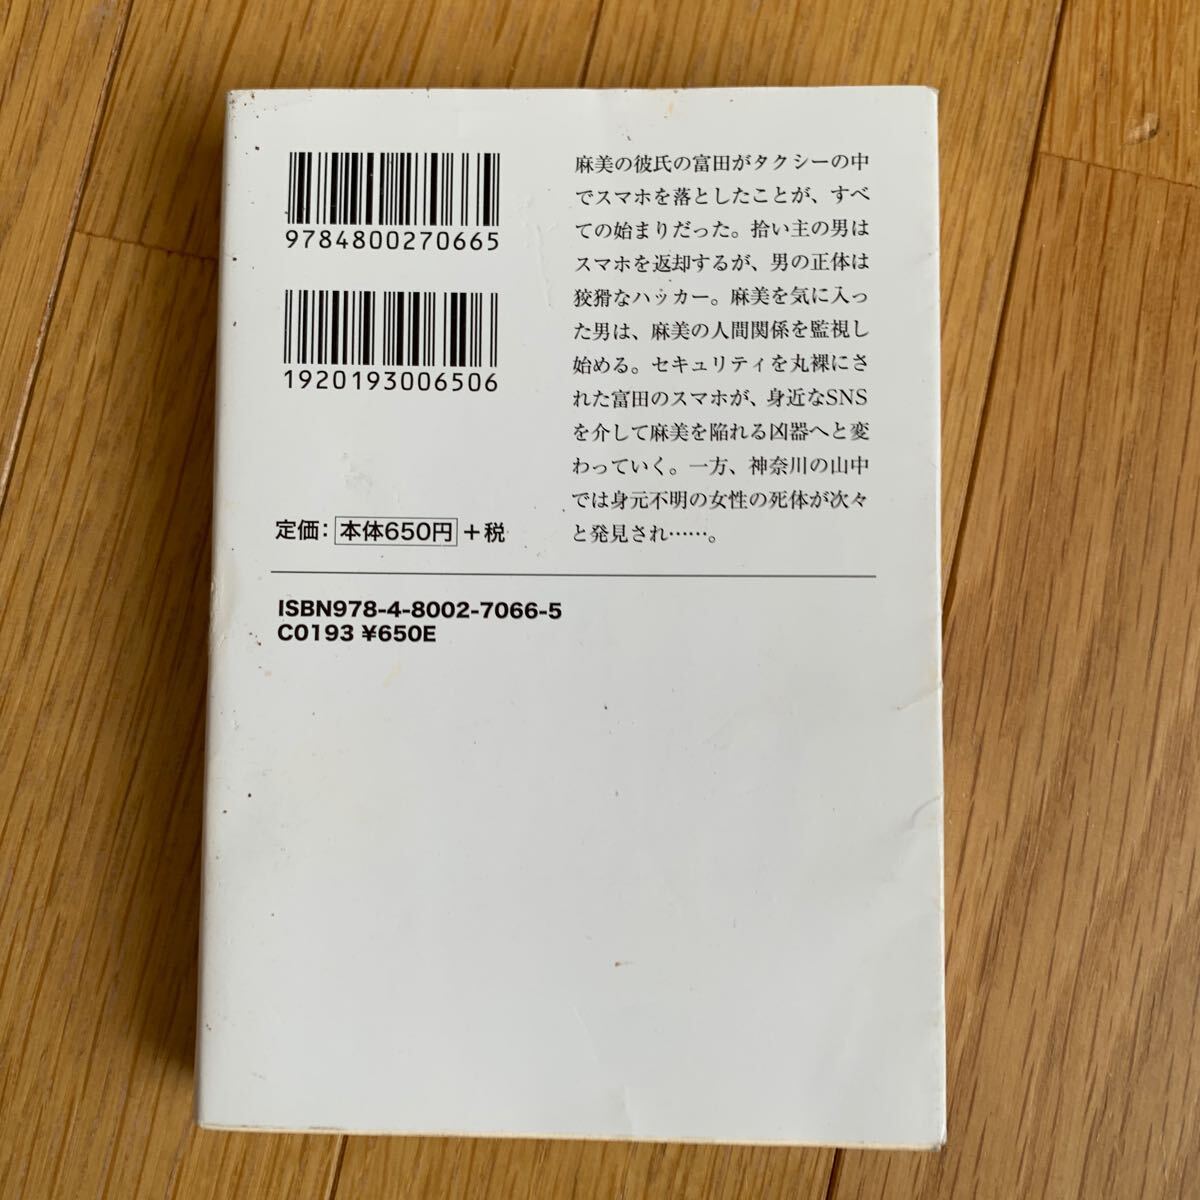 9784800270665
1920193006506
定価：本体650円＋税
麻美の彼氏の富田がタクシーの中
でスマホを落としたことが、すべ
ての始まりだった。拾い主の男は
スマホを返却するが、男の正体は
狡猾なハッカー。麻美を気に入っ
た男は、麻美の人間関係を監視し
始める。セキュリティを丸裸にさ
れた富田のスマホが、身近なSNS
を介して麻美を陥れる凶器へと変
わっていく。一方、神奈川の山中
では身元不明の女性の死体が次々
と発見され……。
ISBN978-4-8002-7066-5
C0193 ¥650E